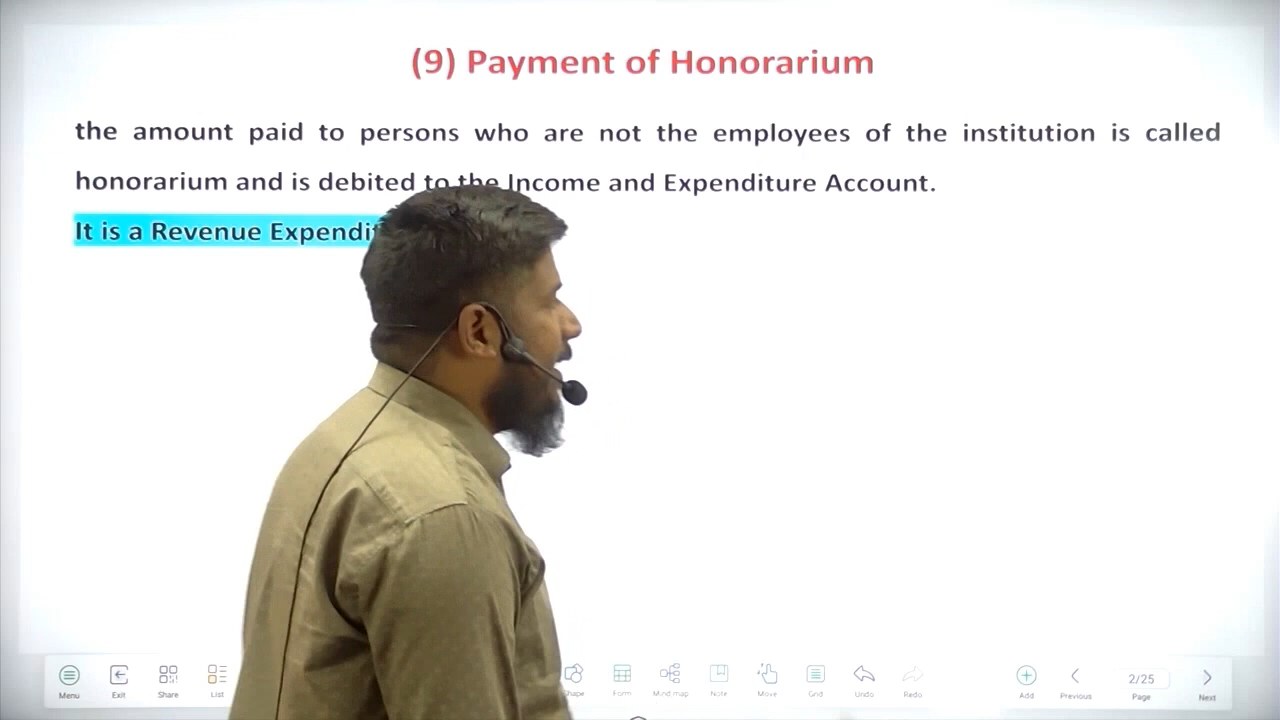 (9) Payment of Honorarium
the amount paid to persons who are not the employees of the institution is called
honorarium and is debited to the Income and Expenditure Account.
It is a Revenue
Menu Exit Share List Shape Form Mind map Note Move Grid Undo Redo Add Previous 2/25 Page Next